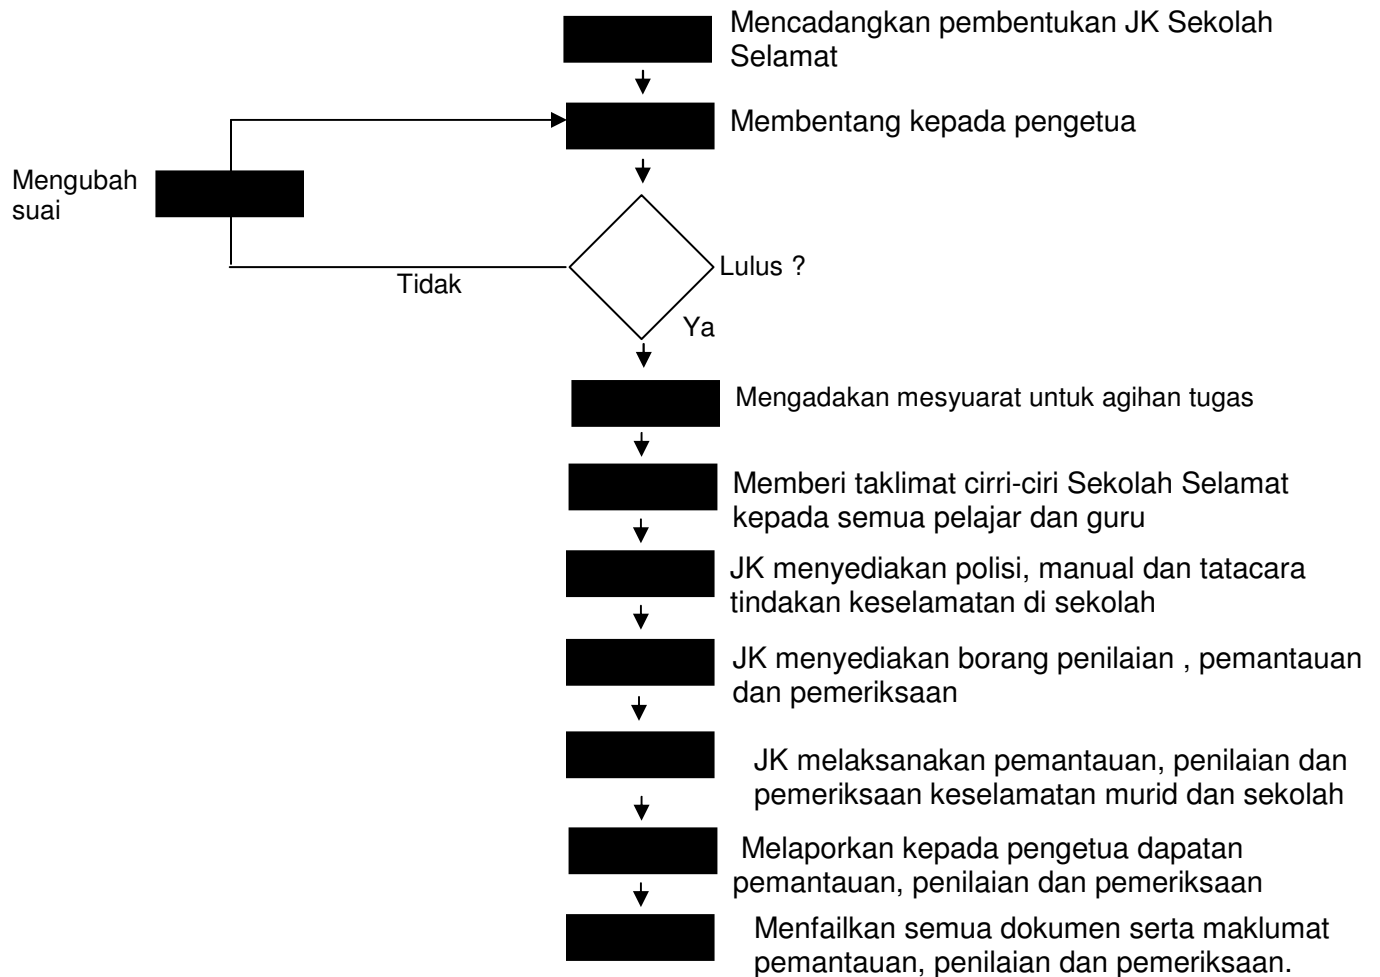 Mencadangkan pembentukan JK Sekolah
Selamat
Membentang kepada pengetua
Mengubah
suai
Lulus ?
Tidak
Ya
Mengadakan mesyuarat untuk agihan tugas
Memberi taklimat cirri-ciri Sekolah Selamat
kepada semua pelajar dan guru
JK menyediakan polisi, manual dan tatacara
tindakan keselamatan di sekolah
JK menyediakan borang penilaian , pemantauan
dan pemeriksaan
JK melaksanakan pemantauan, penilaian dan
pemeriksaan keselamatan murid dan sekolah
Melaporkan kepada pengetua dapatan
pemantauan, penilaian dan pemeriksaan
Menfailkan semua dokumen serta maklumat
pemantauan, penilaian dan pemeriksaan.